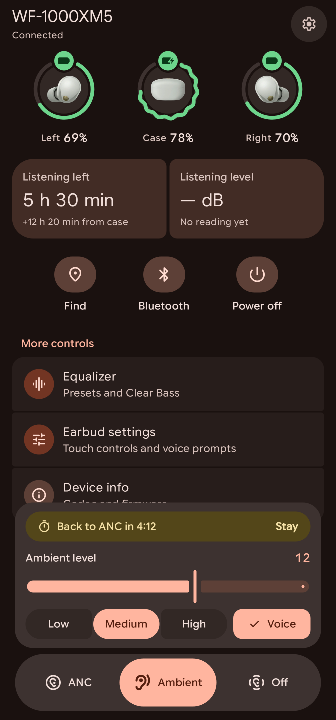 WF-1000XM5
Connected
Left 69%
Case 78%
Right 70%
Listening left
5 h 30 min
+12 h 20 min from case
Listening level
— dB
No reading yet
Find
Bluetooth
Power off
More controls
Equalizer
Presets and Clear Bass
Earbud settings
Touch controls and voice prompts
Device info
Back to ANC in 4:12
Stay
Ambient level
12
Low
Medium
High
Voice
ANC
Ambient
Off